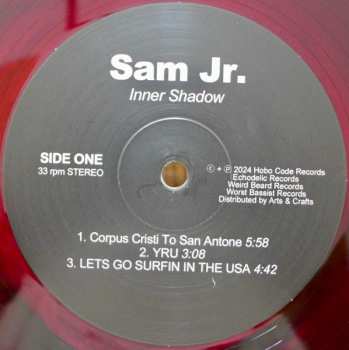 Sam Jr.
Inner Shadow
SIDE ONE
33 rpm STEREO
© + ℗ 2024 Hobo Code Records
Echodelic Records
Weird Beard Records
Worst Bassist Records
Distributed by Arts & Crafts
1. Corpus Cristi To San Antone 5:58
2. YRU 3:08
3. LETS GO SURFIN IN THE USA 4:42